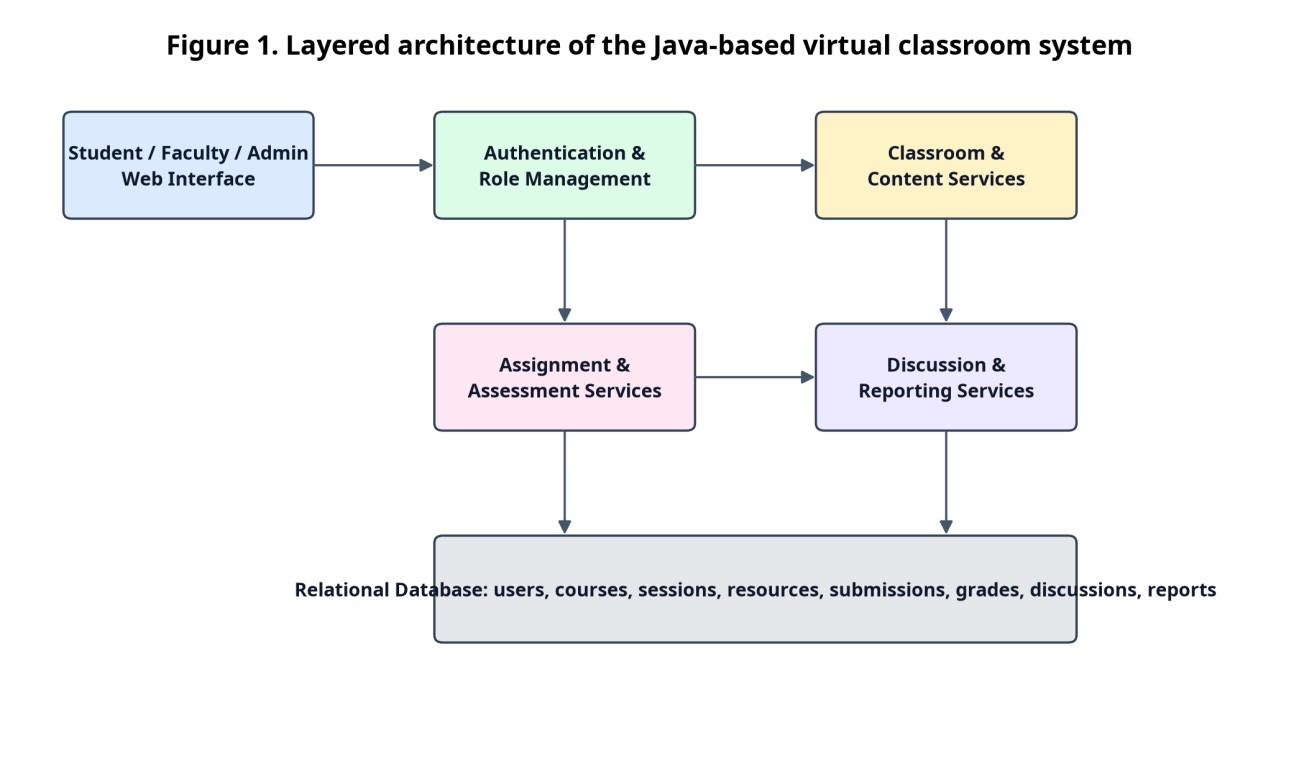 Figure 1. Layered architecture of the Java-based virtual classroom system
Student / Faculty / Admin
Web Interface
Authentication &
Role Management
Classroom &
Content Services
Assignment &
Assessment Services
Discussion &
Reporting Services
Relational Database: users, courses, sessions, resources, submissions, grades, discussions, reports